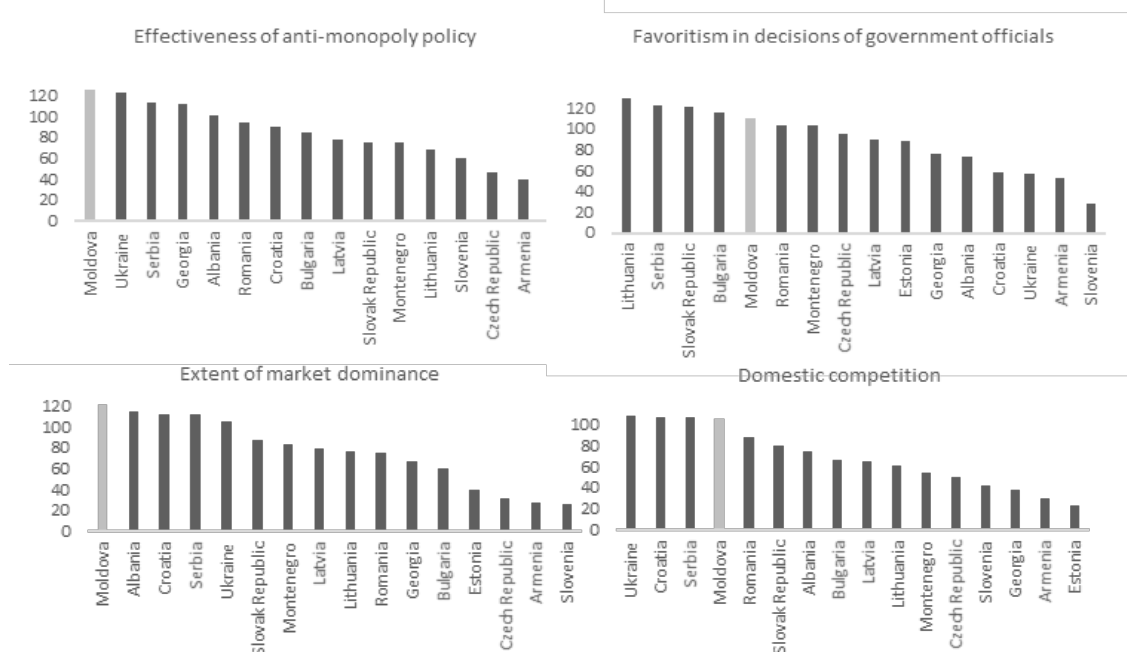 Effectiveness of anti-monopoly policy
120
100
80
60
40
20
0
Moldova
Ukraine
Serbia
Georgia
Albania
Romania
Croatia
Bulgaria
Latvia
Slovak Republic
Montenegro
Lithuania
Slovenia
Czech Republic
Armenia
Favoritism in decisions of government officials
120
100
80
60
40
20
0
Lithuania
Serbia
Slovak Republic
Bulgaria
Moldova
Romania
Montenegro
Czech Republic
Latvia
Estonia
Georgia
Albania
Croatia
Ukraine
Armenia
Slovenia
Extent of market dominance
120
100
80
60
40
20
0
Moldova
Albania
Croatia
Serbia
Ukraine
Slovak Republic
Montenegro
Latvia
Lithuania
Romania
Georgia
Bulgaria
Estonia
Czech Republic
Armenia
Slovenia
Domestic competition
100
80
60
40
20
0
Ukraine
Croatia
Serbia
Moldova
Romania
Slovak Republic
Albania
Bulgaria
Latvia
Lithuania
Montenegro
Czech Republic
Slovenia
Georgia
Armenia
Estonia